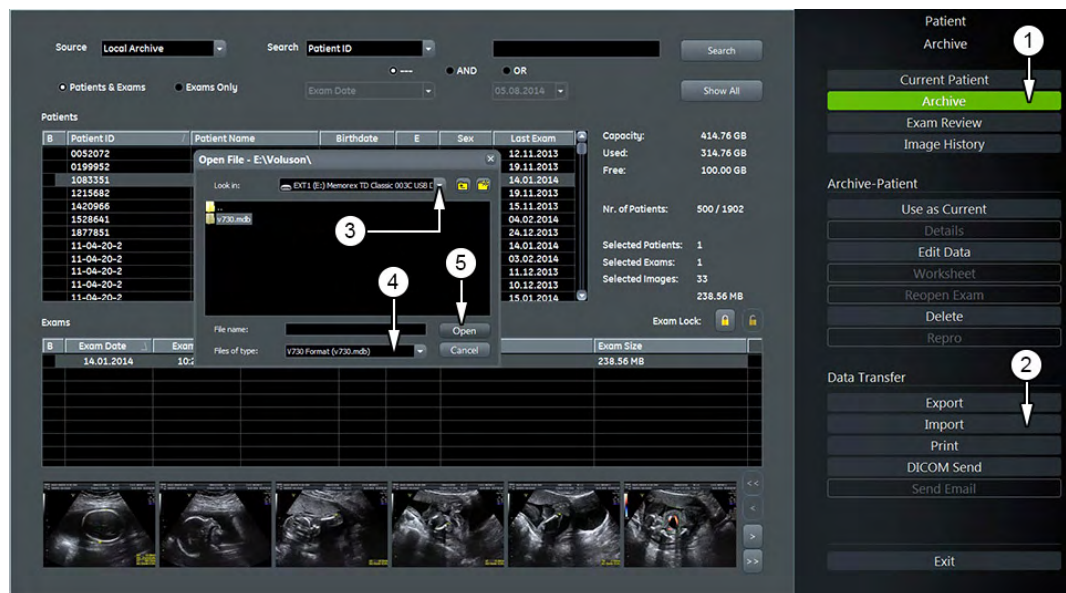 Source Local Archive Search Patient ID Search
--- AND OR
Patients & Exams Exams Only Exam Date 05.08.2014 Show All
Patients
B Patient ID / Patient Name Birthdate E Sex Last Exam
0052072 12.11.2013
0199952 19.11.2013
1083351 14.01.2014
1215682 19.11.2013
1420966 15.11.2013
1528641 04.02.2014
1877851 24.12.2013
11-04-20-2 14.01.2014
11-04-20-2 03.02.2014
11-04-20-2 11.12.2013
11-04-20-2 10.12.2013
11-04-20-2 15.01.2014
Open File - E:\Voluson\
Look in: EXT1 (E:) Memorex TD Classic 003C USB D
..
v730.mdb
File name: Open
Files of type: V730 Format (v730.mdb) Cancel
Capacity: 414.76 GB
Used: 314.76 GB
Free: 100.00 GB
Nr. of Patients: 500 / 1902
Selected Patients: 1
Selected Exams: 1
Selected Images: 33
238.56 MB
Exam Lock:
Exams
B Exam Date Exam Exam Size
14.01.2014 10:2 238.56 MB
<<
<
>
>>
Patient
Archive
Current Patient
Archive
Exam Review
Image History
Archive-Patient
Use as Current
Details
Edit Data
Worksheet
Reopen Exam
Delete
Repro
Data Transfer
Export
Import
Print
DICOM Send
Send Email
Exit
1
2
3
4
5